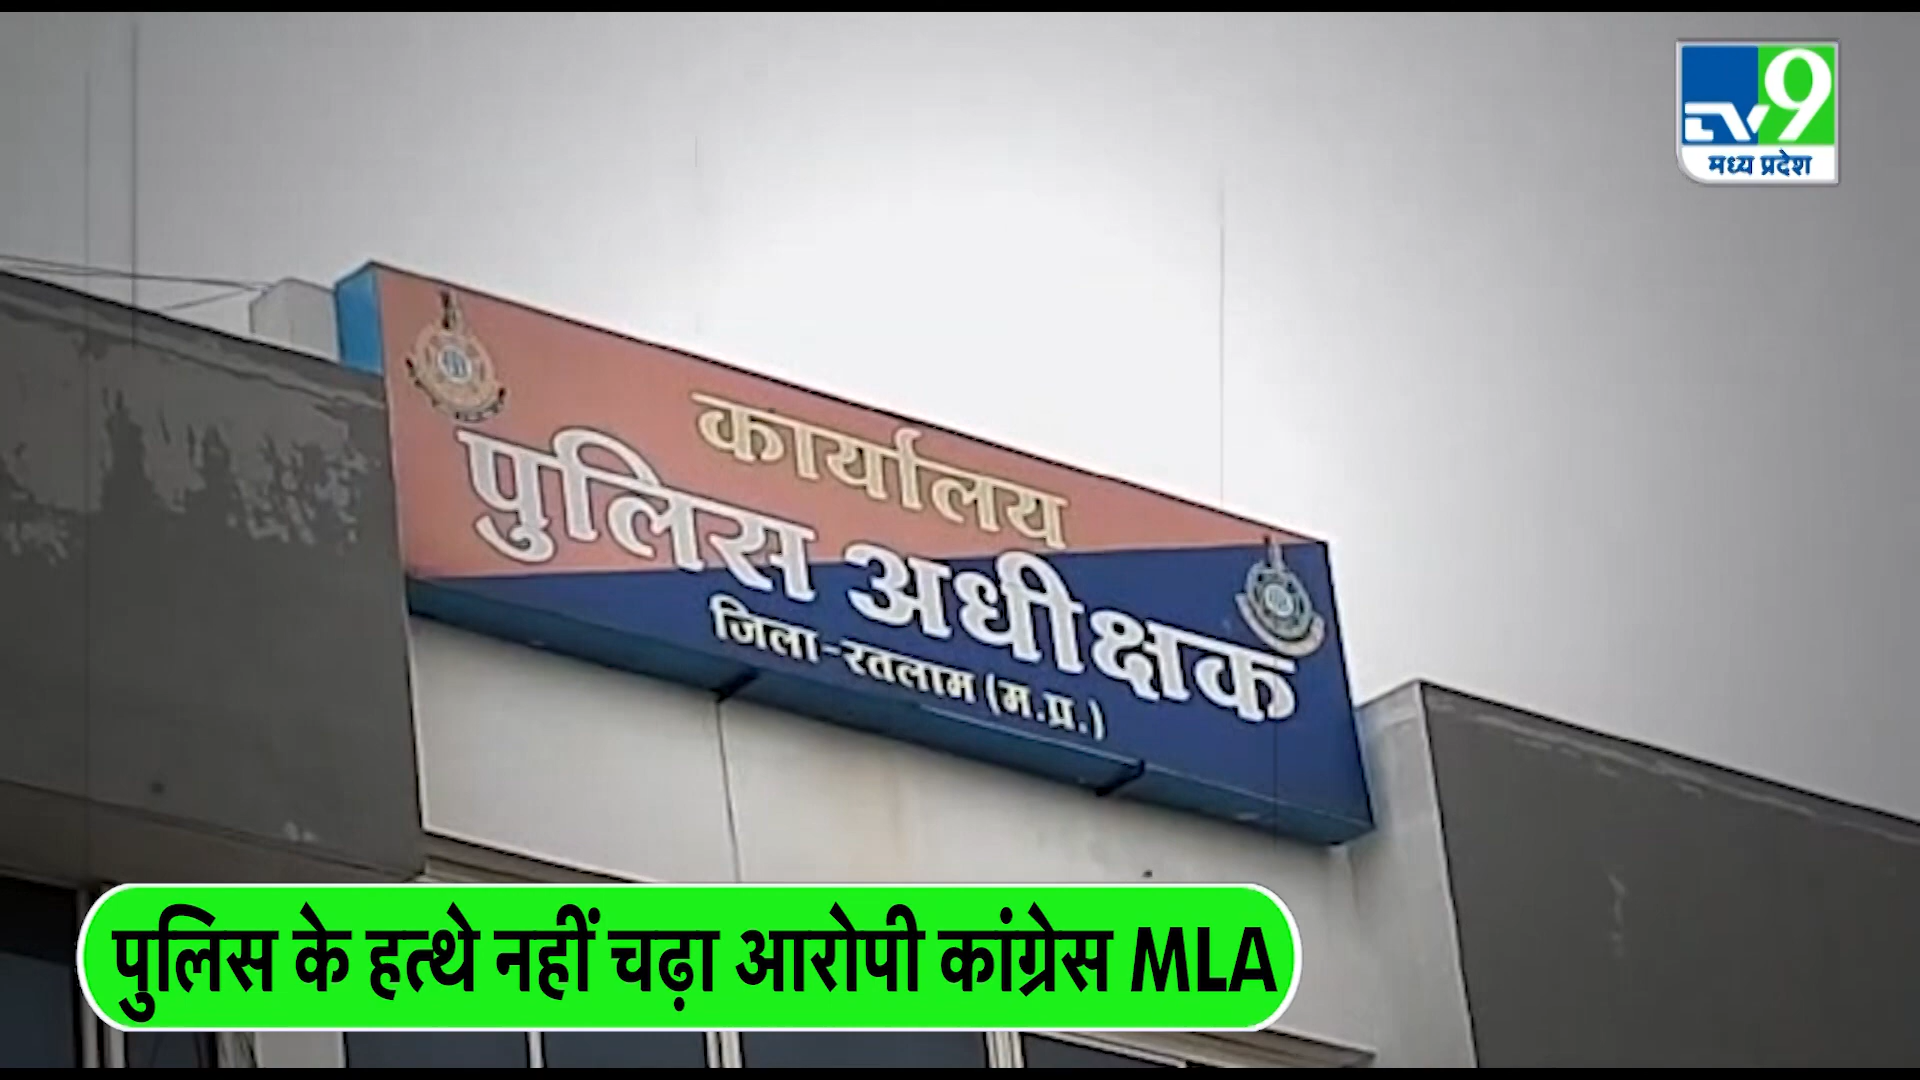 TV9
मध्य प्रदेश
कार्यालय
पुलिस अधीक्षक
जिला-रतलाम (म.प्र.)
पुलिस के हत्थे नहीं चढ़ा आरोपी कांग्रेस MLA